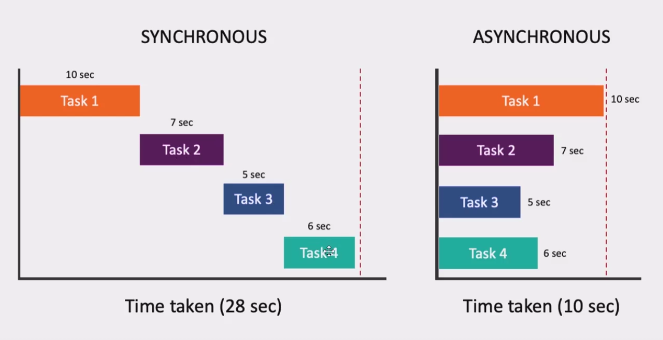 SYNCHRONOUS
10 sec
Task 1
7 sec
Task 2
5 sec
Task 3
6 sec
Task 4
Time taken (28 sec)
ASYNCHRONOUS
Task 1
10 sec
Task 2
7 sec
Task 3
5 sec
Task 4
6 sec
Time taken (10 sec)